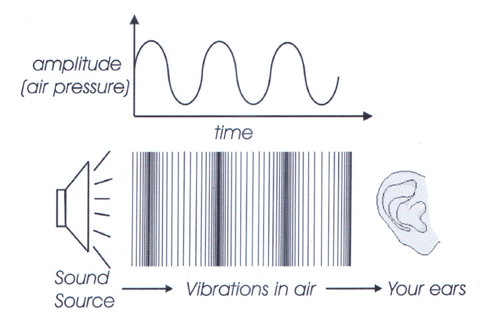 amplitude
(air pressure)
time
Sound
Source
Vibrations in air
Your ears